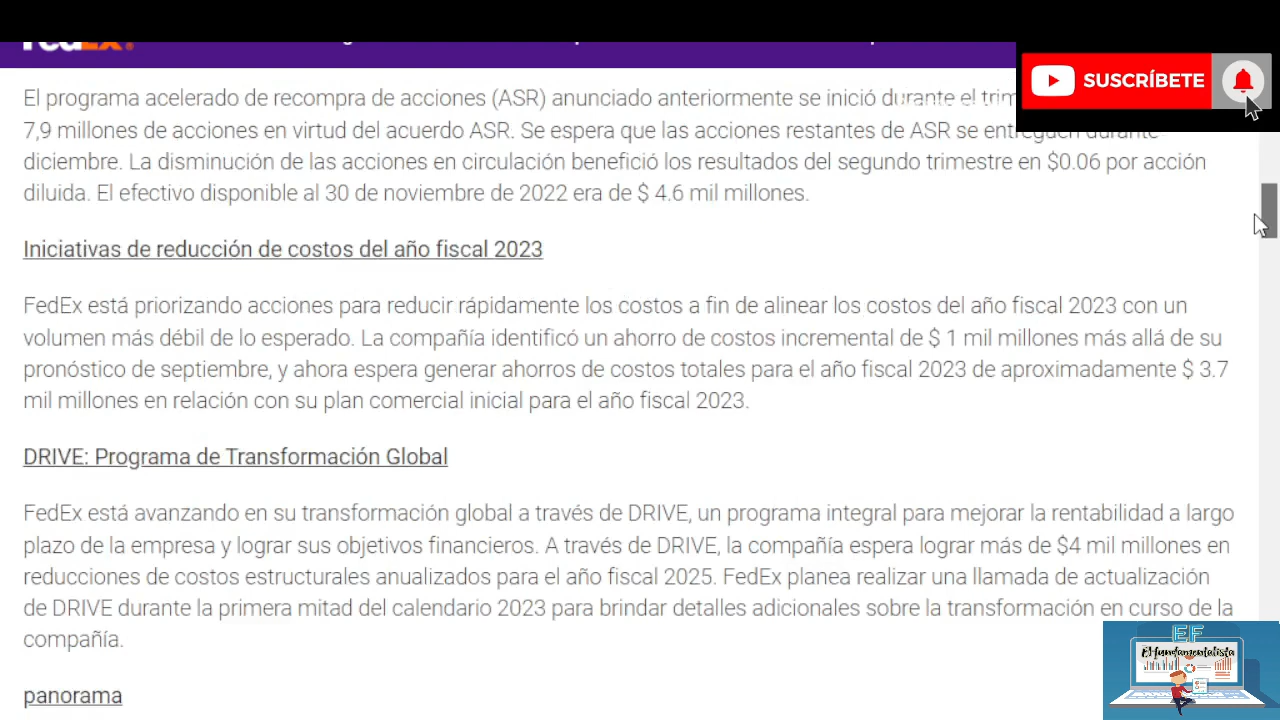 FedEx®
SUSCRÍBETE
El programa acelerado de recompra de acciones (ASR) anunciado anteriormente se inició durante el
7,9 millones de acciones en virtud del acuerdo ASR. Se espera que las acciones restantes de ASR se entreguen durante
diciembre. La disminución de las acciones en circulación benefició los resultados del segundo trimestre en $0.06 por acción
diluida. El efectivo disponible al 30 de noviembre de 2022 era de $ 4.6 mil millones.
Iniciativas de reducción de costos del año fiscal 2023
FedEx está priorizando acciones para reducir rápidamente los costos a fin de alinear los costos del año fiscal 2023 con un
volumen más débil de lo esperado. La compañía identificó un ahorro de costos incremental de $ 1 mil millones más allá de su
pronóstico de septiembre, y ahora espera generar ahorros de costos totales para el año fiscal 2023 de aproximadamente $ 3.7
mil millones en relación con su plan comercial inicial para el año fiscal 2023.
DRIVE: Programa de Transformación Global
FedEx está avanzando en su transformación global a través de DRIVE, un programa integral para mejorar la rentabilidad a largo
plazo de la empresa y lograr sus objetivos financieros. A través de DRIVE, la compañía espera lograr más de $4 mil millones en
reducciones de costos estructurales anualizados para el año fiscal 2025. FedEx planea realizar una llamada de actualización
de DRIVE durante la primera mitad del calendario 2023 para brindar detalles adicionales sobre la transformación en curso de la
compañía.
panorama
EF
El fundamentalista